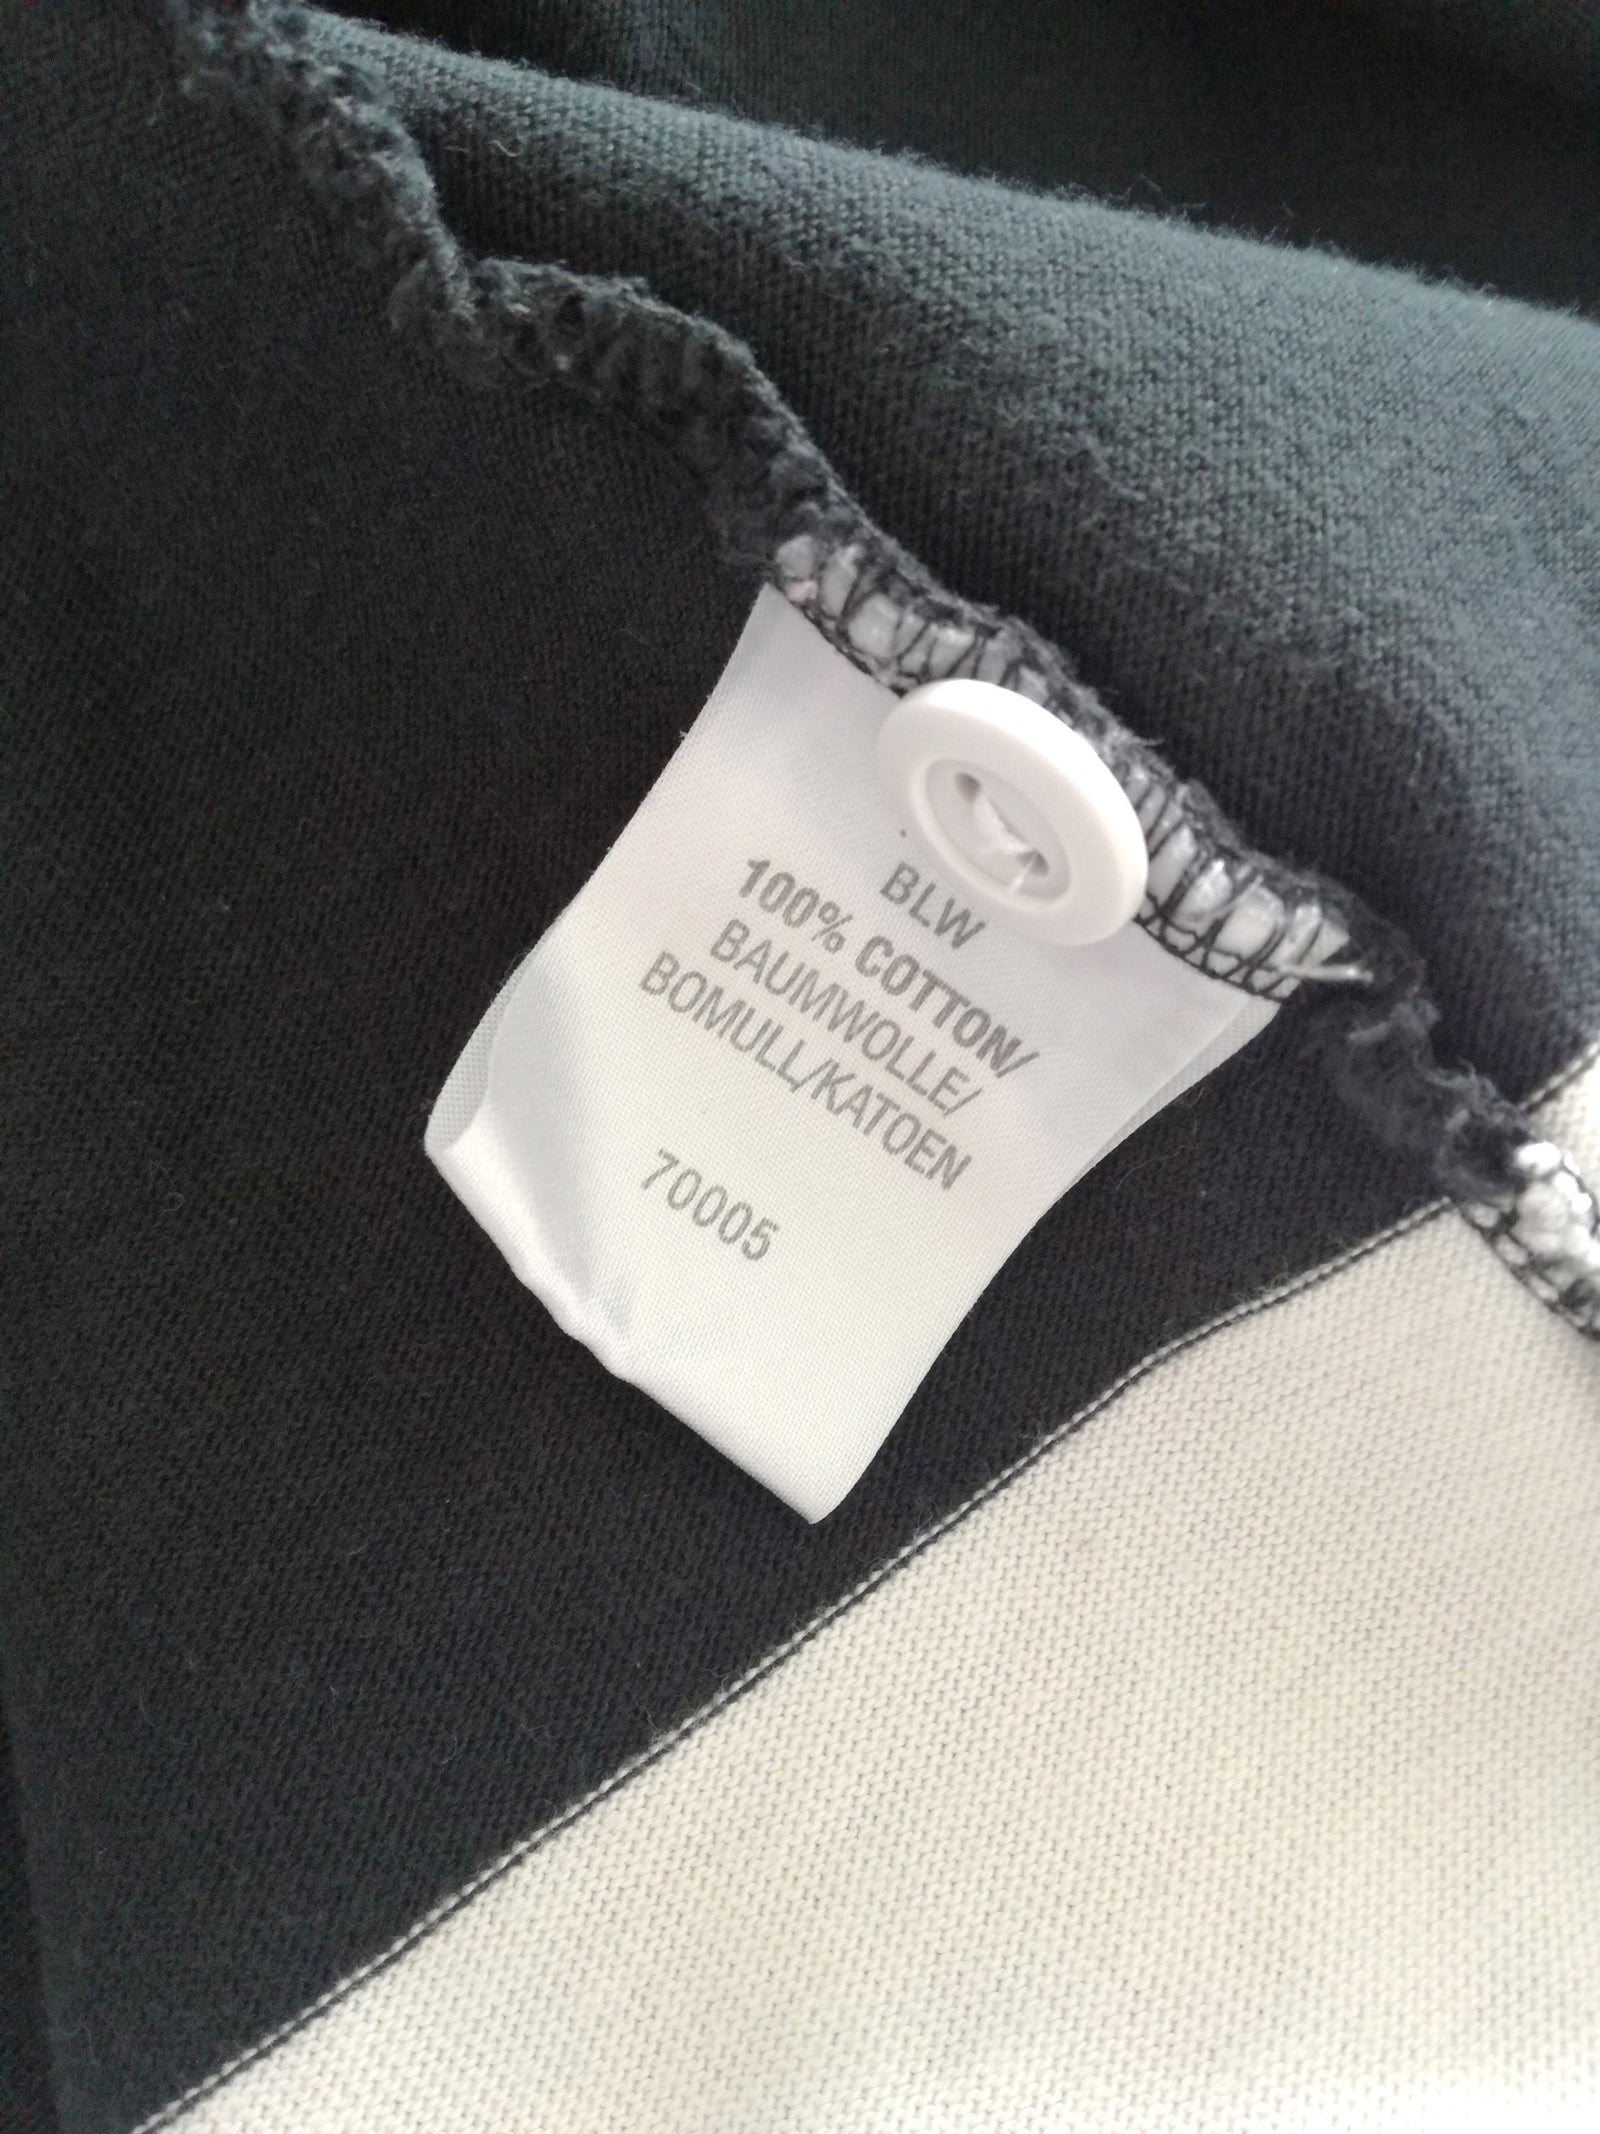 BLW
100% COTTON/
BAUMWOLLE/
BOMULL/KATOEN
70005